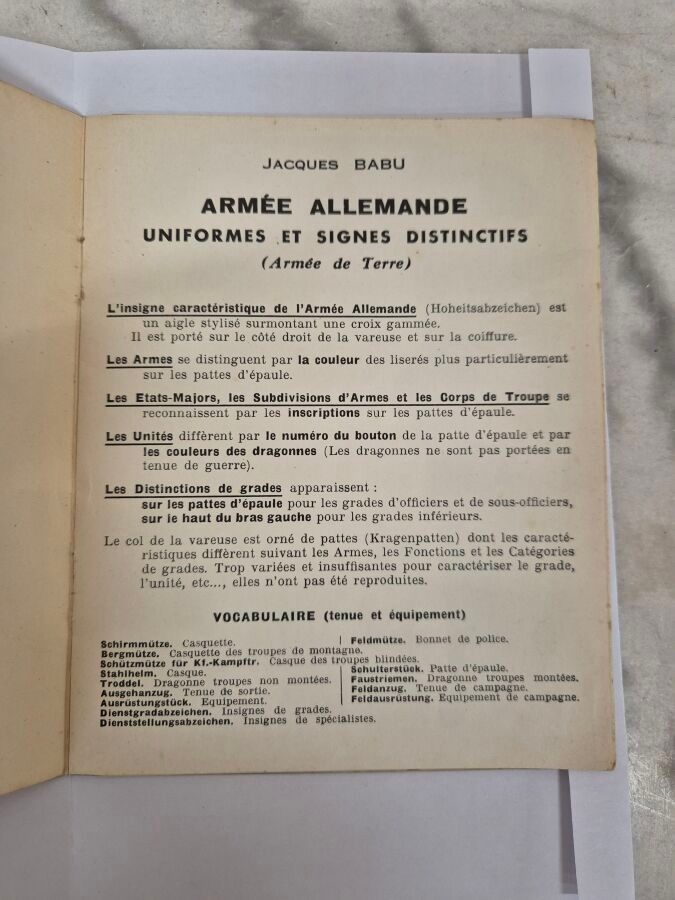 JACQUES BABU
ARMÉE ALLEMANDE
UNIFORMES ET SIGNES DISTINCTIFS
(Armée de Terre)
L'insigne caractéristique de l'Armée Allemande (Hoheitsabzeichen) est
un aigle stylisé surmontant une croix gammée.
Il est porté sur le côté droit de la vareuse et sur la coiffure.
Les Armes se distinguent par la couleur des liserés plus particulièrement
sur les pattes d'épaule.
Les Etats-Majors, les Subdivisions d'Armes et les Corps de Troupe se
reconnaissent par les inscriptions sur les pattes d'épaule.
Les Unités diffèrent par le numéro du bouton de la patte d'épaule et par
les couleurs des dragonnes (Les dragonnes ne sont pas portées en
tenue de guerre).
Les Distinctions de grades apparaissent :
sur les pattes d'épaule pour les grades d'officiers et de sous-officiers,
sur le haut du bras gauche pour les grades inférieurs.
Le col de la vareuse est orné de pattes (Kragenpatten) dont les caracté-
ristiques diffèrent suivant les Armes, les Fonctions et les Catégories
de grades. Trop variées et insuffisantes pour caractériser le grade,
l'unité, etc..., elles n'ont pas été reproduites.
VOCABULAIRE (tenue et équipement)
Schirmmütze. Casquette. | Feldmütze. Bonnet de police.
Bergmütze. Casquette des troupes de montagne.
Schützmütze für Kf.-Kampftr. Casque des troupes blindées.
Stahlhelm. Casque. | Schulterstück. Patte d'épaule.
Troddel. Dragonne troupes non montées. | Faustriemen. Dragonne troupes montées.
Ausgehanzug. Tenue de sortie. | Feldanzug. Tenue de campagne.
Ausrüstungstück. Equipement. | Feldausrüstung. Equipement de campagne.
Dienstgradabzeichen. Insignes de grades.
Dienststellungsabzeichen. Insignes de spécialistes.